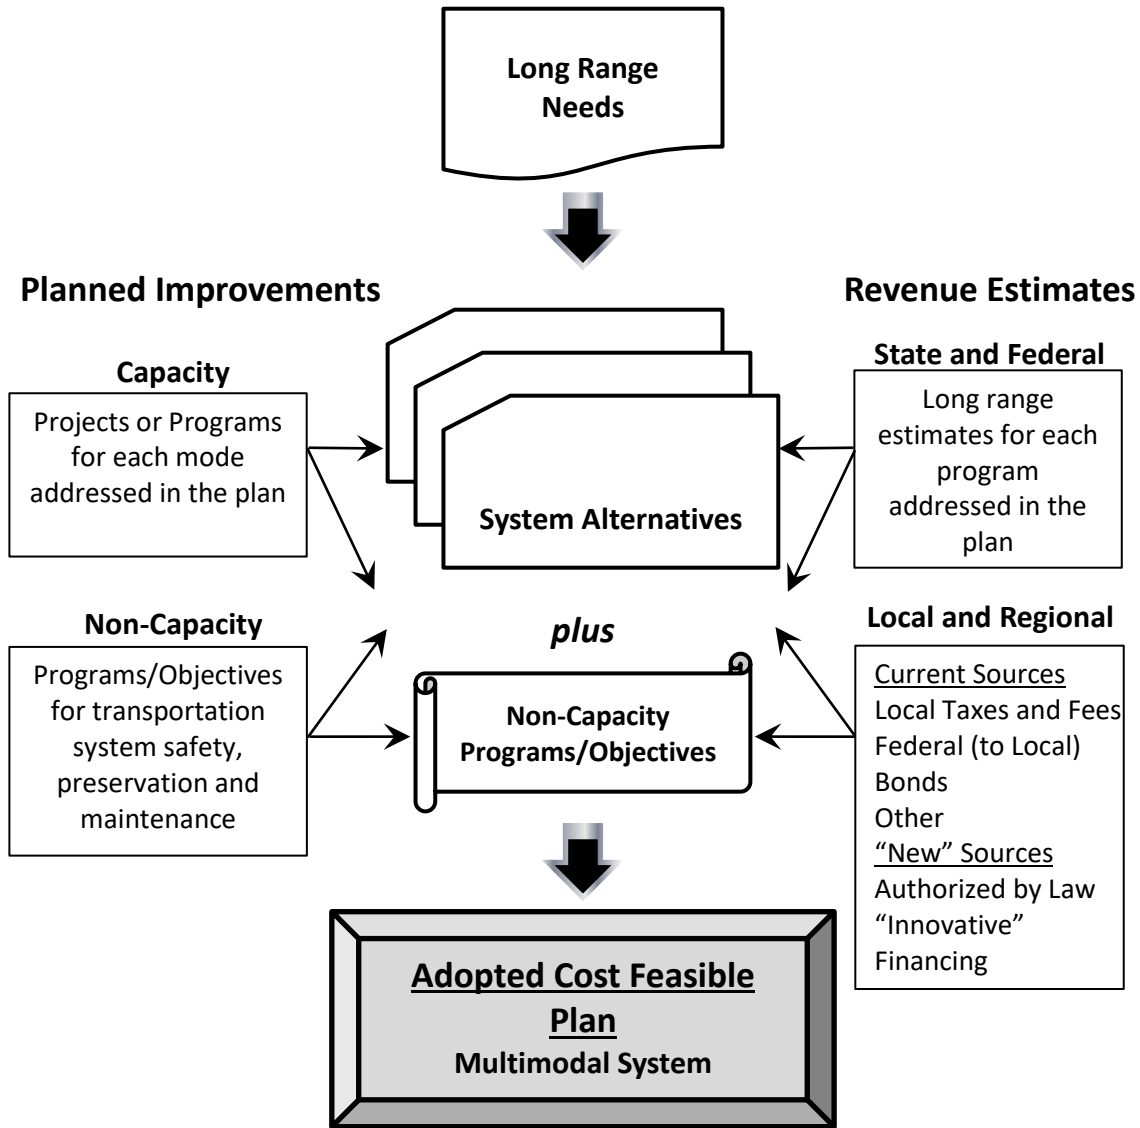 Long Range
Needs
Planned Improvements
Revenue Estimates
Capacity
Projects or Programs
for each mode
addressed in the plan
State and Federal
Long range
estimates for each
program
addressed in the
plan
System Alternatives
plus
Non-Capacity
Programs/Objectives
for transportation
system safety,
preservation and
maintenance
Non-Capacity
Programs/Objectives
Local and Regional
Current Sources
Local Taxes and Fees
Federal (to Local)
Bonds
Other
“New” Sources
Authorized by Law
“Innovative”
Financing
Adopted Cost Feasible
Plan
Multimodal System